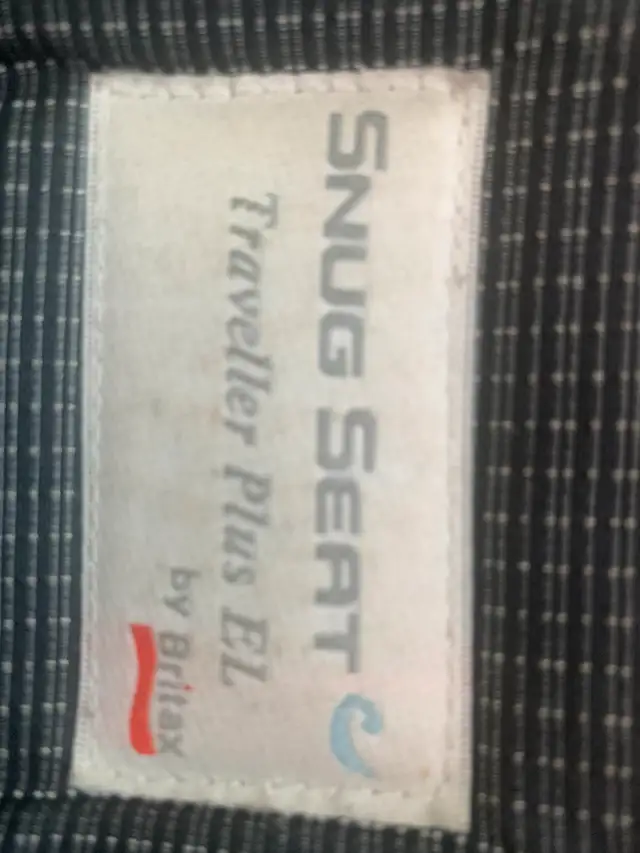 SNUG SEAT
Traveller Plus EL
by Britax